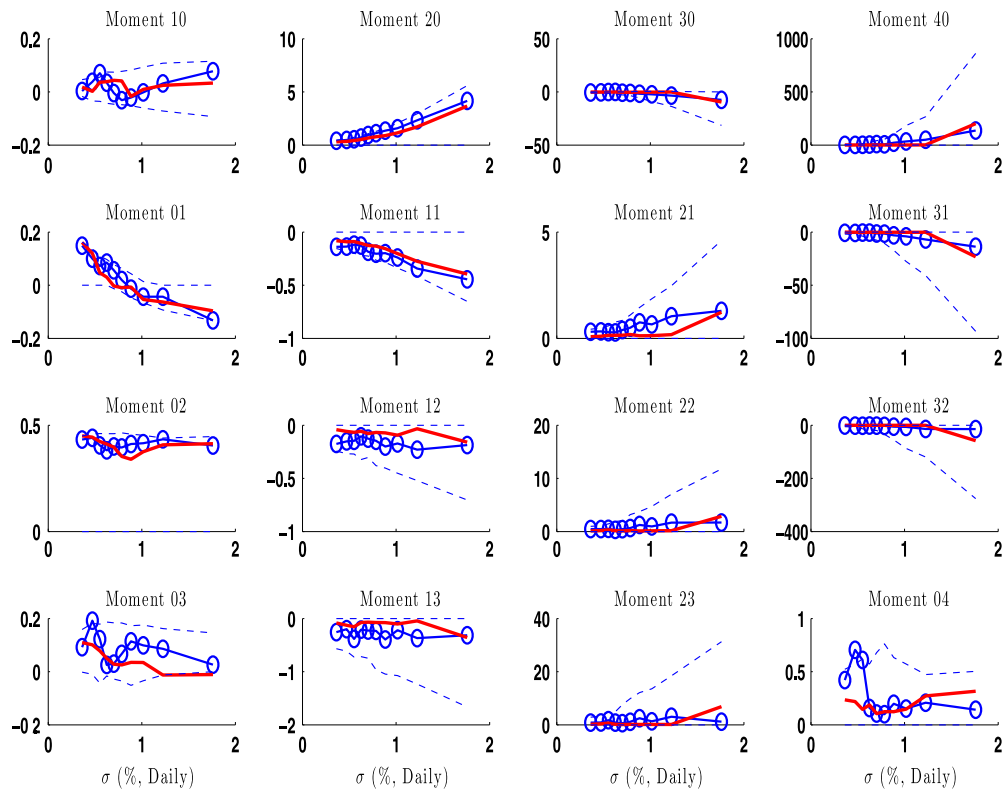 Moment 10 Moment 20 Moment 30 Moment 40
0.2 10 50 1000
0 5 0 500
−0.2 0 −50 0
0 1 2 0 1 2 0 1 2 0 1 2
Moment 01 Moment 11 Moment 21 Moment 31
0.2 0 5 0
0 −0.5 −50
−0.2 −1 0 −100
0 1 2 0 1 2 0 1 2 0 1 2
Moment 02 Moment 12 Moment 22 Moment 32
0.5 0 20 0
−0.5 10 −200
0 −1 0 −400
0 1 2 0 1 2 0 1 2 0 1 2
Moment 03 Moment 13 Moment 23 Moment 04
0.2 0 40 1
0 −1 20 0.5
−0.2 −2 0 0
0 1 2 0 1 2 0 1 2 0 1 2
σ (%, Daily) σ (%, Daily) σ (%, Daily) σ (%, Daily)